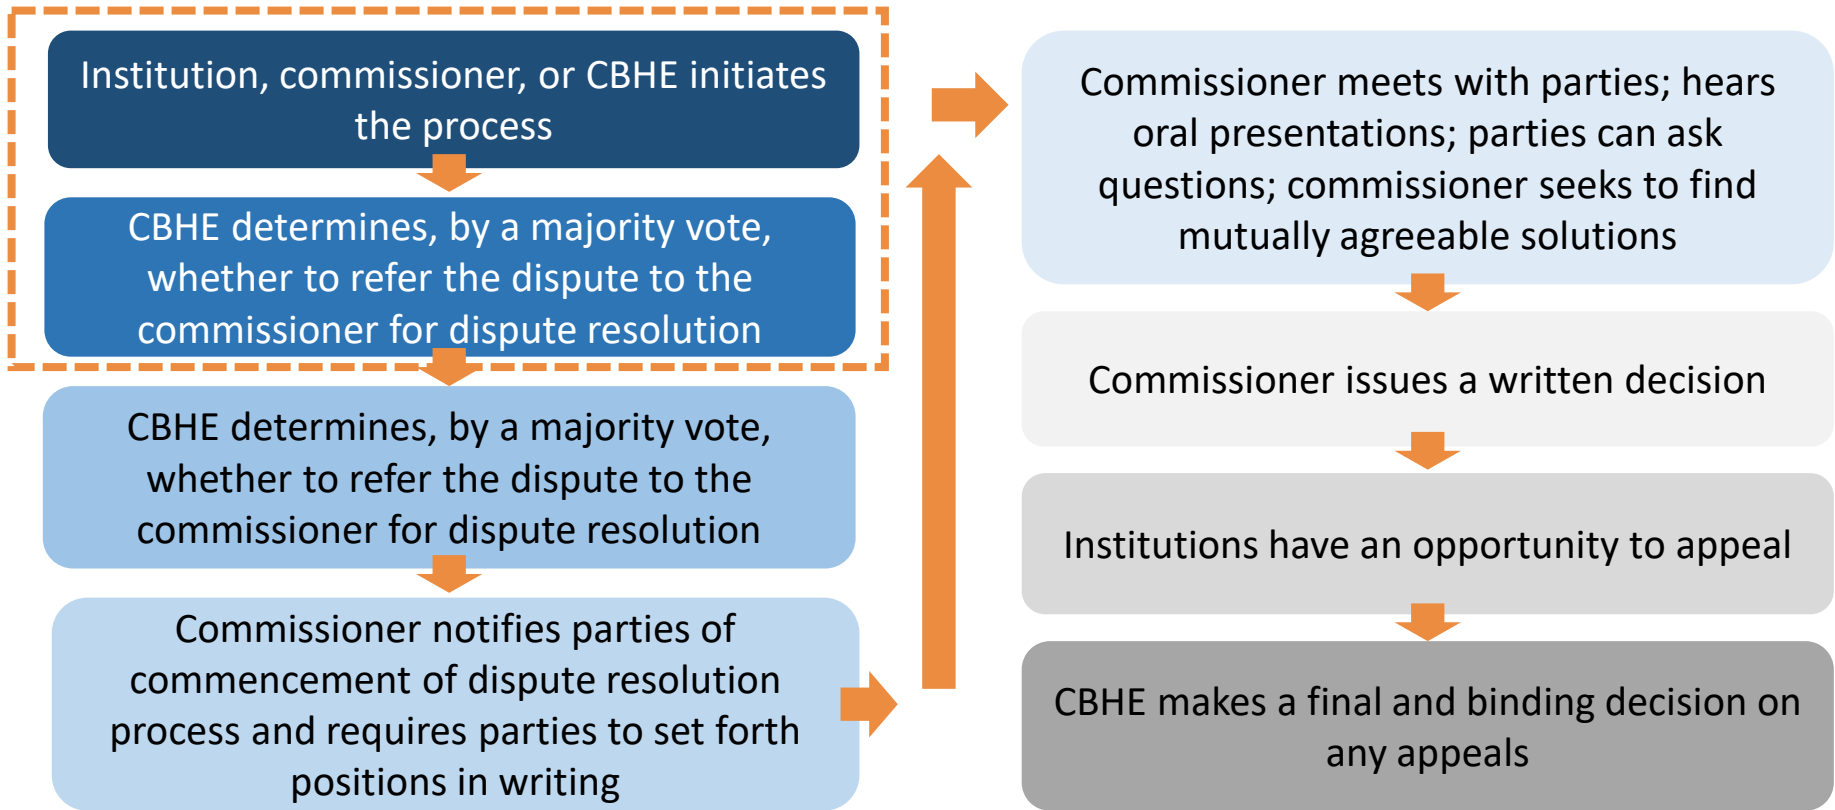 Institution, commissioner, or CBHE initiates
the process
CBHE determines, by a majority vote,
whether to refer the dispute to the
commissioner for dispute resolution
CBHE determines, by a majority vote,
whether to refer the dispute to the
commissioner for dispute resolution
Commissioner notifies parties of
commencement of dispute resolution
process and requires parties to set forth
positions in writing
Commissioner meets with parties; hears
oral presentations; parties can ask
questions; commissioner seeks to find
mutually agreeable solutions
Commissioner issues a written decision
Institutions have an opportunity to appeal
CBHE makes a final and binding decision on
any appeals